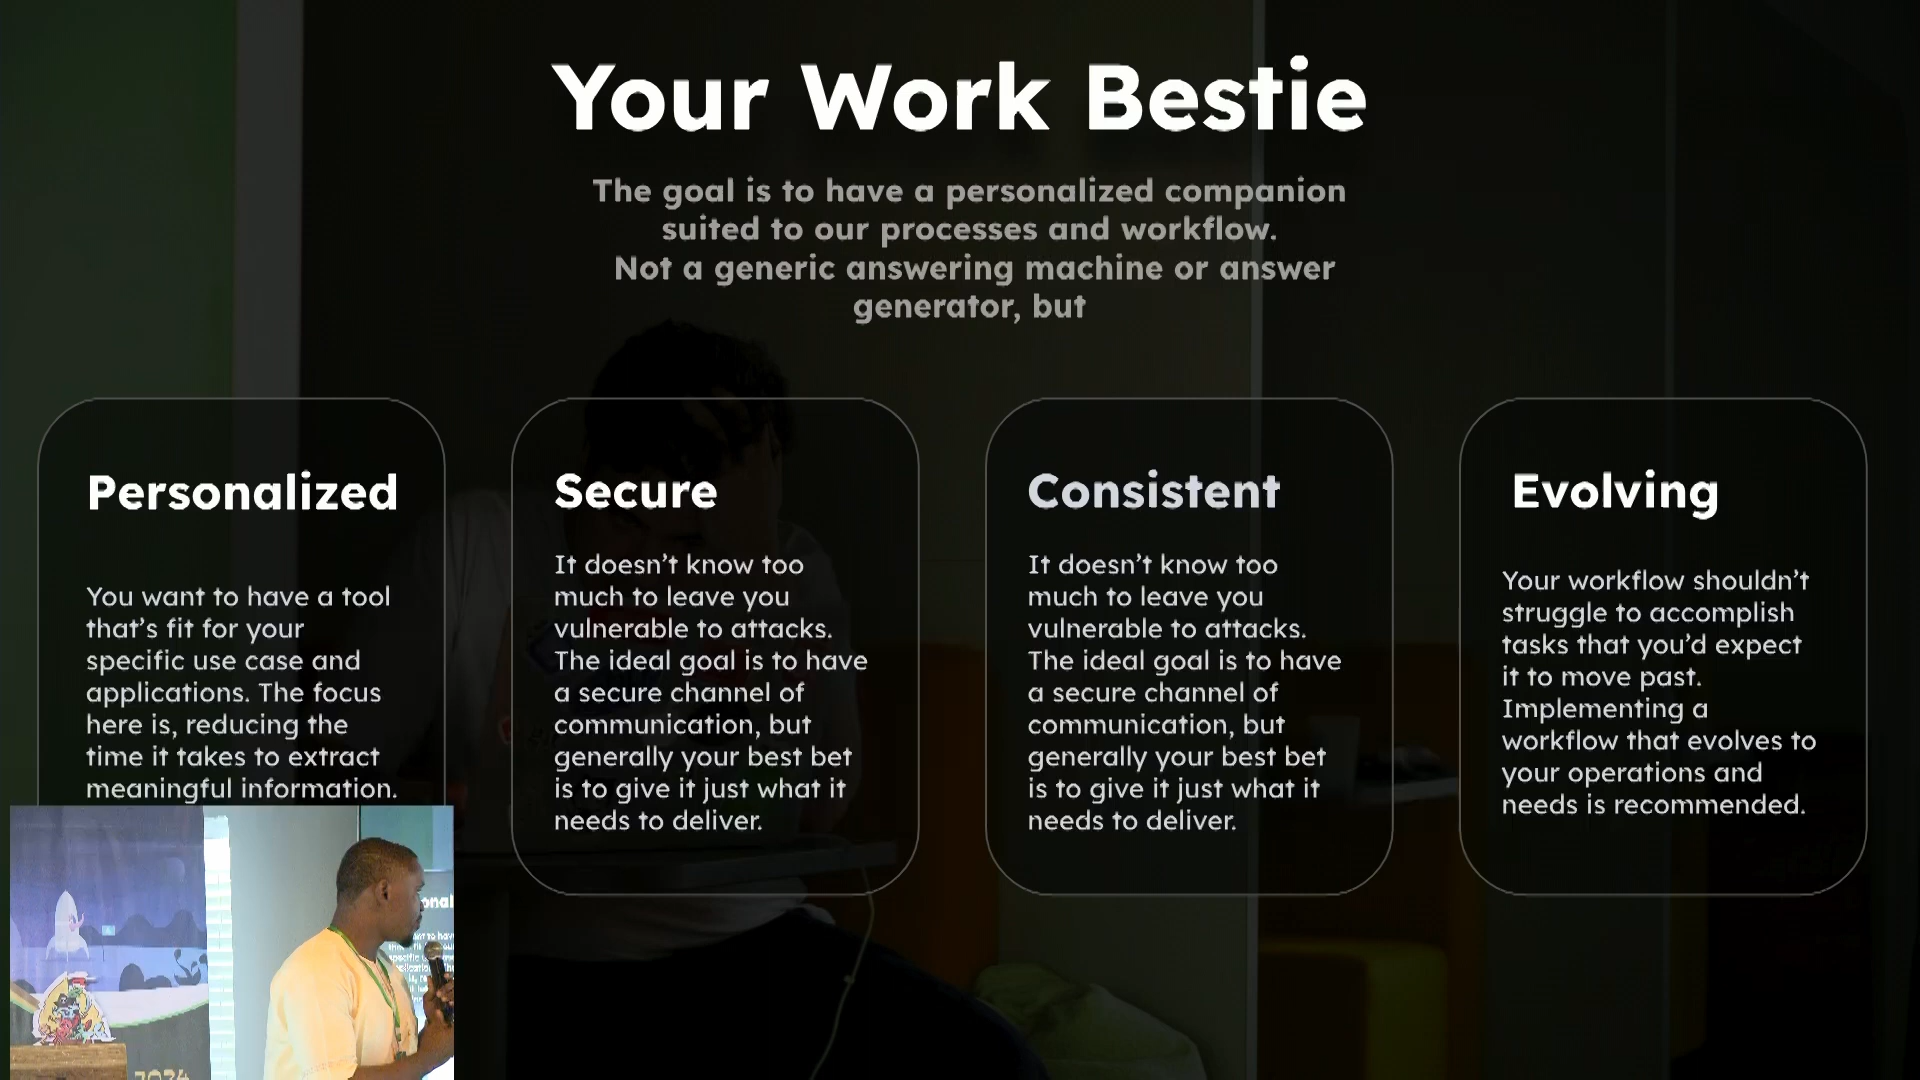 Your Work Bestie
The goal is to have a personalized companion
suited to our processes and workflow.
Not a generic answering machine or answer
generator, but
Personalized
You want to have a tool
that's fit for your
specific use case and
applications. The focus
here is, reducing the
time it takes to extract
meaningful information.
Secure
It doesn't know too
much to leave you
vulnerable to attacks.
The ideal goal is to have
a secure channel of
communication, but
generally your best bet
is to give it just what it
needs to deliver.
Consistent
It doesn't know too
much to leave you
vulnerable to attacks.
The ideal goal is to have
a secure channel of
communication, but
generally your best bet
is to give it just what it
needs to deliver.
Evolving
Your workflow shouldn't
struggle to accomplish
tasks that you'd expect
it to move past.
Implementing a
workflow that evolves to
your operations and
needs is recommended.
2024